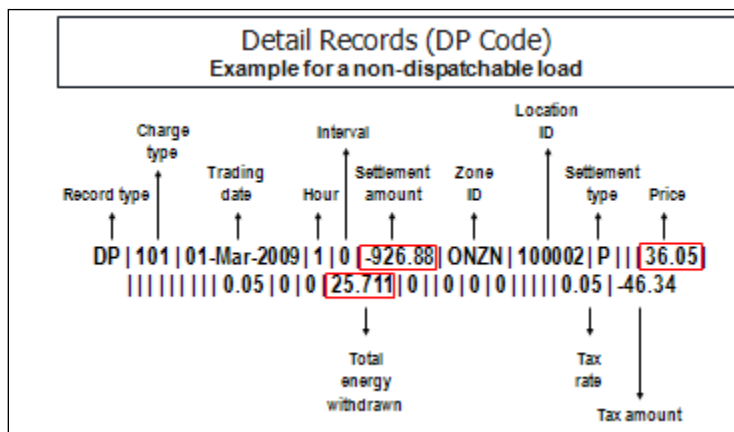 Detail Records (DP Code)
Example for a non-dispatchable load
Location
ID
Charge
type
Interval
Trading
date
Settlement
amount
Zone
ID
Settlement
type
Record type
Hour
Price
DP|101|01-Mar-2009|1|0|-926.88|ONZN|100002|P|||36.05|
|||||||||0.05|0|0|25.711|0||0|0|0|||||0.05|-46.34
Total
energy
withdrawn
Tax
rate
Tax amount